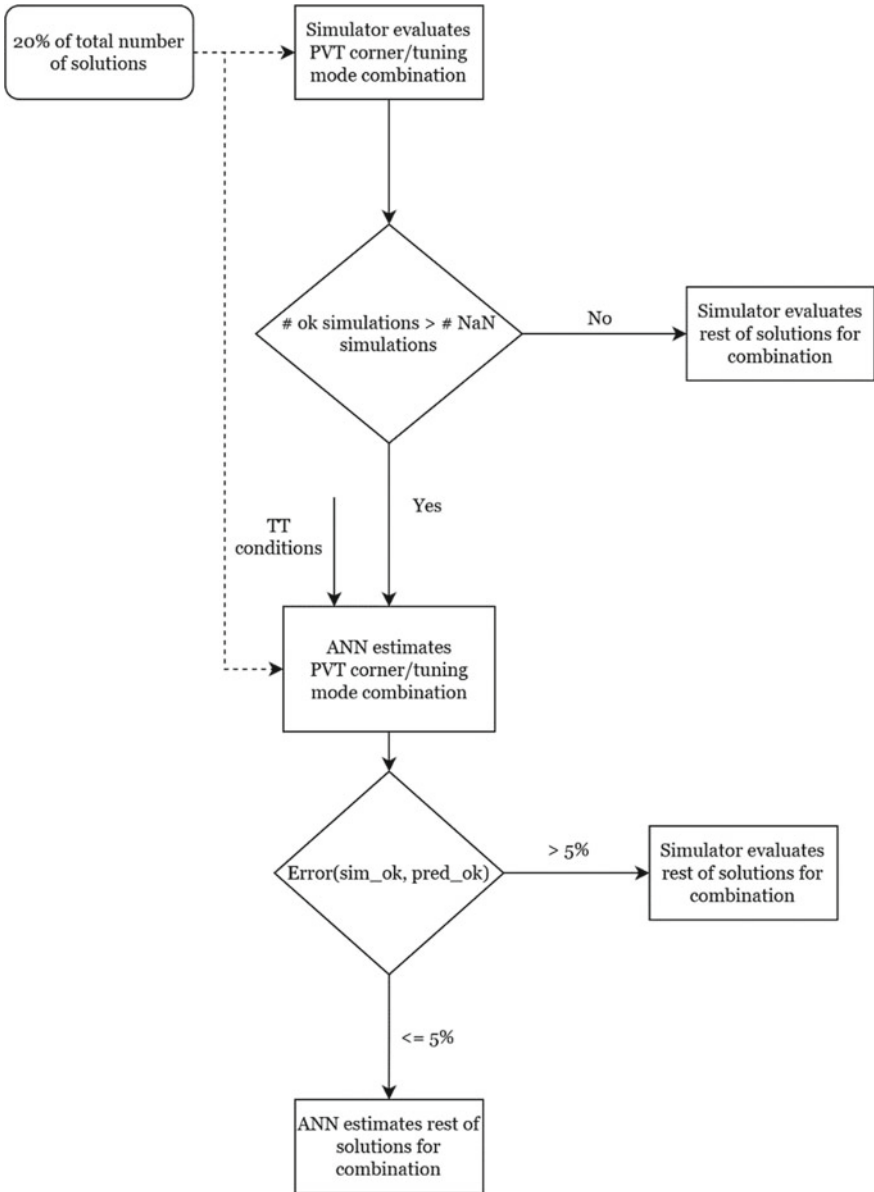 20% of total number
of solutions
Simulator evaluates
PVT corner/tuning
mode combination
# ok simulations > # NaN
simulations
No
Simulator evaluates
rest of solutions for
combination
Yes
TT
conditions
ANN estimates
PVT corner/tuning
mode combination
Error(sim_ok, pred_ok)
> 5%
Simulator evaluates
rest of solutions for
combination
<= 5%
ANN estimates rest of
solutions for
combination